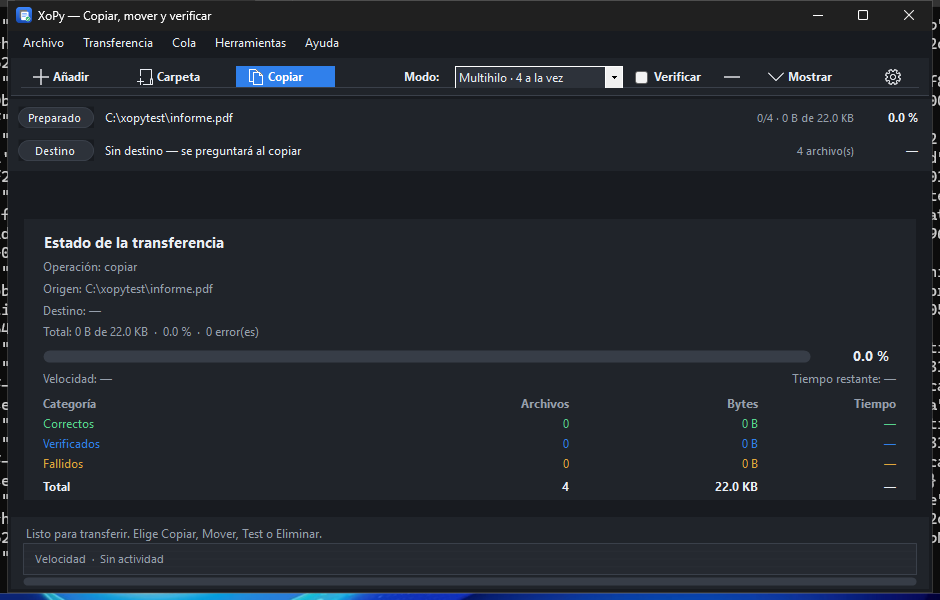 XoPy — Copiar, mover y verificar
Archivo Transferencia Cola Herramientas Ayuda
Añadir Carpeta Copiar Modo: Multihilo · 4 a la vez Verificar — Mostrar
Preparado C:\xopytest\informe.pdf 0/4 · 0 B de 22.0 KB 0.0 %
Destino Sin destino — se preguntará al copiar 4 archivo(s) —
Estado de la transferencia
Operación: copiar
Origen: C:\xopytest\informe.pdf
Destino: —
Total: 0 B de 22.0 KB · 0.0 % · 0 error(es)
0.0 %
Velocidad: — Tiempo restante: —
Categoría Archivos Bytes Tiempo
Correctos 0 0 B —
Verificados 0 0 B —
Fallidos 0 0 B —
Total 4 22.0 KB —
Listo para transferir. Elige Copiar, Mover, Test o Eliminar.
Velocidad · Sin actividad